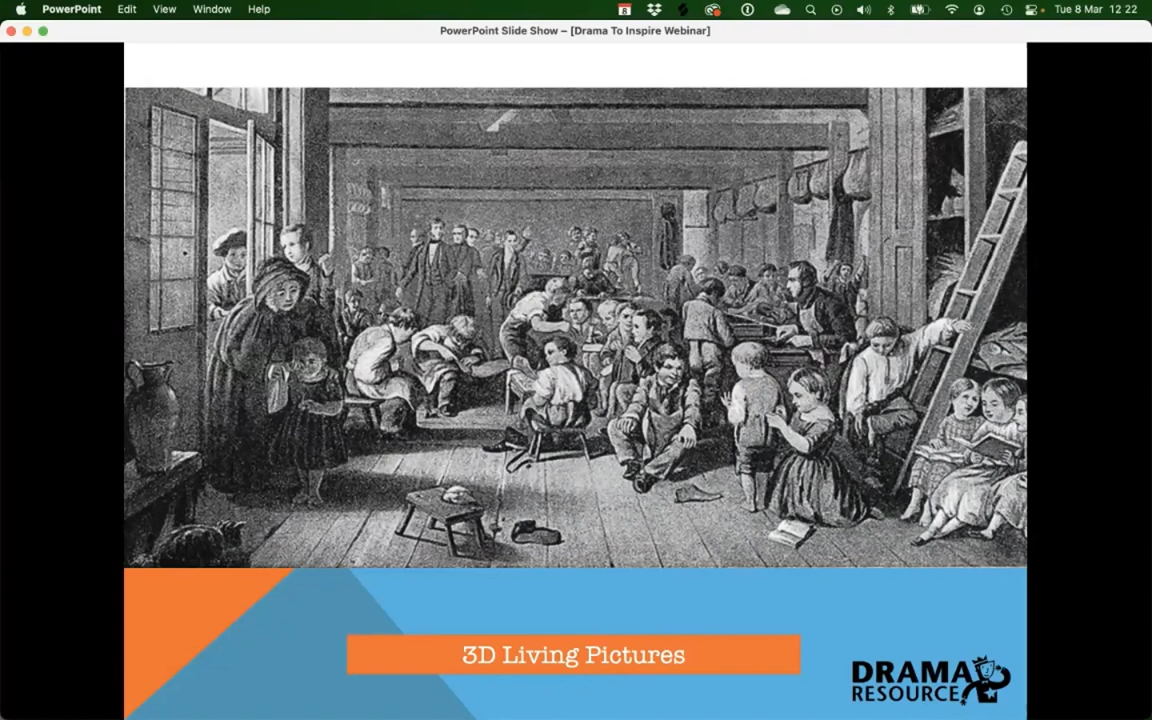 PowerPoint Edit View Window Help
8
Tue 8 Mar 12 22
PowerPoint Slide Show – [Drama To Inspire Webinar]
3D Living Pictures
DRAMA
RESOURCE